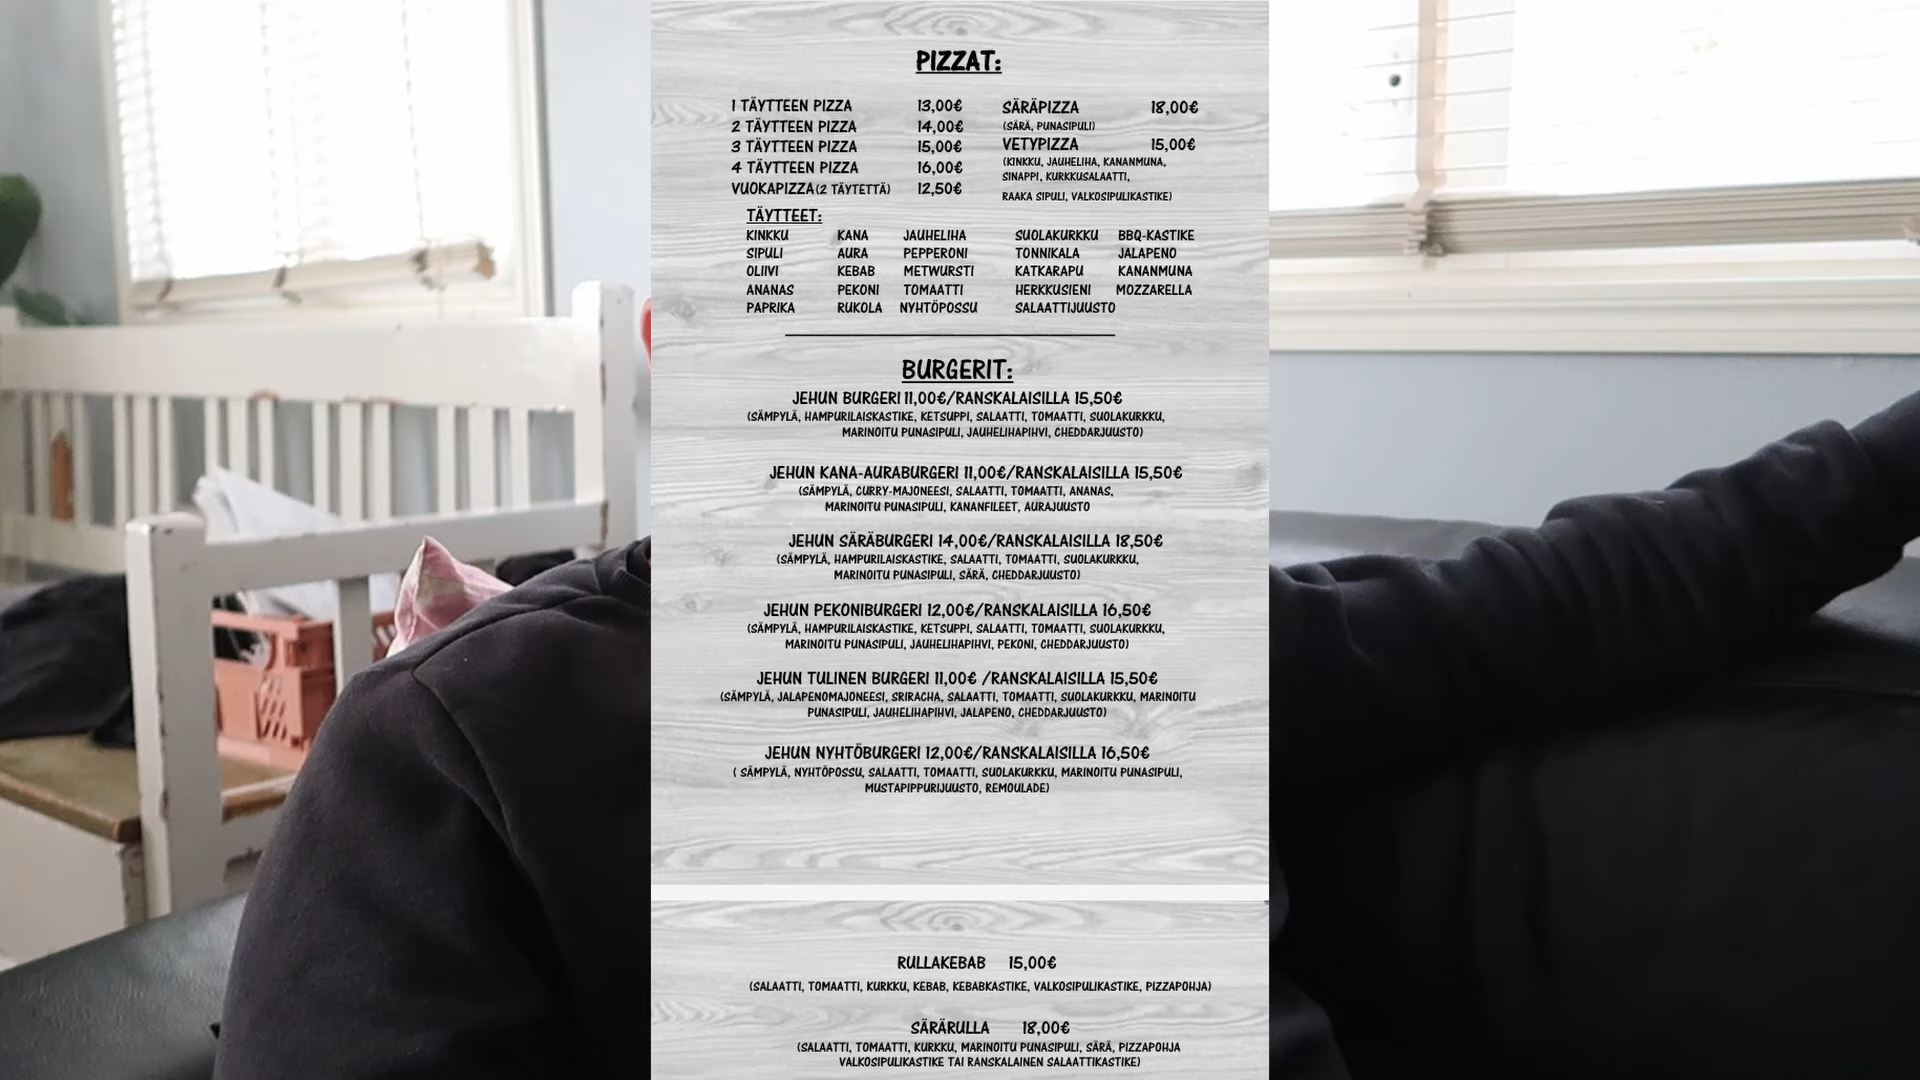 PIZZAT:
1 TÄYTTEEN PIZZA 13,00€
2 TÄYTTEEN PIZZA 14,00€
3 TÄYTTEEN PIZZA 15,00€
4 TÄYTTEEN PIZZA 16,00€
VUOKAPIZZA (2 TÄYTETTÄ) 12,50€
SÄRÄPIZZA 18,00€
(SÄRÄ, PUNASIPULI)
VETYPIZZA 15,00€
(KINKKU, JAUHELIHA, KANANMUNA,
SINAPPI, KURKKUSALAATTI,
RAAKA SIPULI, VALKOSIPULIKASTIKE)
TÄYTTEET:
KINKKU KANA JAUHELIHA SUOLAKURKKU BBQ-KASTIKE
SIPULI AURA PEPPERONI TONNIKALA JALAPENO
OLIIVI KEBAB METWURSTI KATKARAPU KANANMUNA
ANANAS PEKONI TOMAATTI HERKKUSIENI MOZZARELLA
PAPRIKA RUKOLA NYHTÖPOSSU SALAATTIJUUSTO
BURGERIT:
JEHUN BURGERI 11,00€/RANSKALAISILLA 15,50€
(SÄMPYLÄ, HAMPURILAISKASTIKE, KETSUPPI, SALAATTI, TOMAATTI, SUOLAKURKKU,
MARINOITU PUNASIPULI, JAUHELIHAPIHVI, CHEDDARJUUSTO)
JEHUN KANA-AURABURGERI 11,00€/RANSKALAISILLA 15,50€
(SÄMPYLÄ, CURRY-MAJONEESI, SALAATTI, TOMAATTI, ANANAS,
MARINOITU PUNASIPULI, KANANFILEET, AURAJUUSTO
JEHUN SÄRÄBURGERI 14,00€/RANSKALAISILLA 18,50€
(SÄMPYLÄ, HAMPURILAISKASTIKE, SALAATTI, TOMAATTI, SUOLAKURKKU,
MARINOITU PUNASIPULI, SÄRÄ, CHEDDARJUUSTO)
JEHUN PEKONIBURGERI 12,00€/RANSKALAISILLA 16,50€
(SÄMPYLÄ, HAMPURILAISKASTIKE, KETSUPPI, SALAATTI, TOMAATTI, SUOLAKURKKU,
MARINOITU PUNASIPULI, JAUHELIHAPIHVI, PEKONI, CHEDDARJUUSTO)
JEHUN TULINEN BURGERI 11,00€ /RANSKALAISILLA 15,50€
(SÄMPYLÄ, JALAPENOMAJONEESI, SRIRACHA, SALAATTI, TOMAATTI, SUOLAKURKKU, MARINOITU
PUNASIPULI, JAUHELIHAPIHVI, JALAPENO, CHEDDARJUUSTO)
JEHUN NYHTÖBURGERI 12,00€/RANSKALAISILLA 16,50€
( SÄMPYLÄ, NYHTÖPOSSU, SALAATTI, TOMAATTI, SUOLAKURKKU, MARINOITU PUNASIPULI,
MUSTAPIPPURIJUUSTO, REMOULADE)
RULLAKEBAB 15,00€
(SALAATTI, TOMAATTI, KURKKU, KEBAB, KEBABKASTIKE, VALKOSIPULIKASTIKE, PIZZAPOHJA)
SÄRÄRULLA 18,00€
(SALAATTI, TOMAATTI, KURKKU, MARINOITU PUNASIPULI, SÄRÄ, PIZZAPOHJA
VALKOSIPULIKASTIKE TAI RANSKALAINEN SALAATTIKASTIKE)